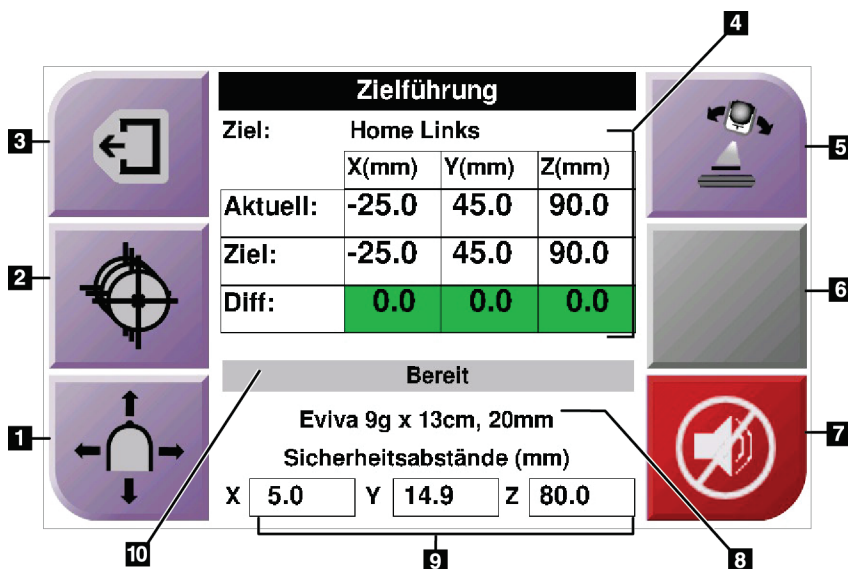 4
Zielführung
3
Ziel: Home Links
5
X(mm) Y(mm) Z(mm)
Aktuell: -25.0 45.0 90.0
2
Ziel: -25.0 45.0 90.0
6
Diff: 0.0 0.0 0.0
Bereit
Eviva 9g x 13cm, 20mm
1
7
Sicherheitsabstände (mm)
X 5.0 Y 14.9 Z 80.0
10
9
8